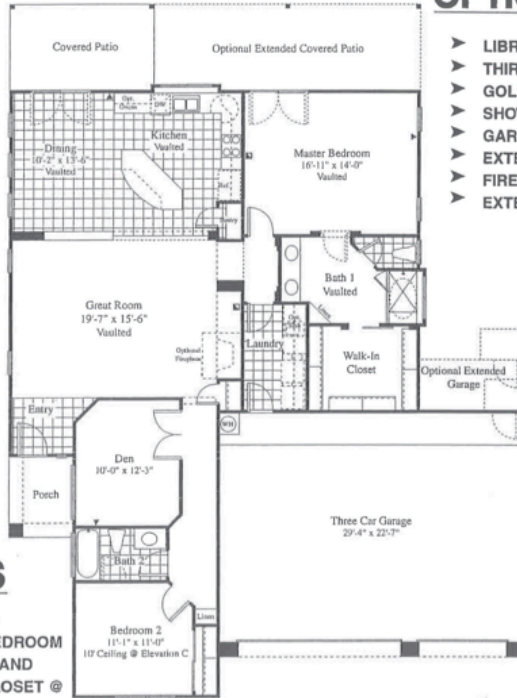 Covered Patio
Optional Extended Covered Patio
LIBR
THIR
GOL
SHO
GAR
EXTE
FIRE
EXTE
Opt.
DW
Kitchen
Vaulted
Dining
10'-2" x 13'-6"
Vaulted
Ref.
Pantry
Master Bedroom
16'-11" x 14'-0"
Vaulted
Bath 1
Vaulted
Linen
Great Room
19'-7" x 15'-6"
Vaulted
Optional
Fireplace
Laundry
Opt.
Walk-In
Closet
Optional Extended
Garage
Entry
WH
Den
10'-0" x 12'-3"
Porch
Three Car Garage
29'-4" x 22'-7"
Bath 2
S
Linen
Bedroom 2
11'-1" x 11'-0"
10' Ceiling @ Elevation C
EDROOM
AND
OSET @